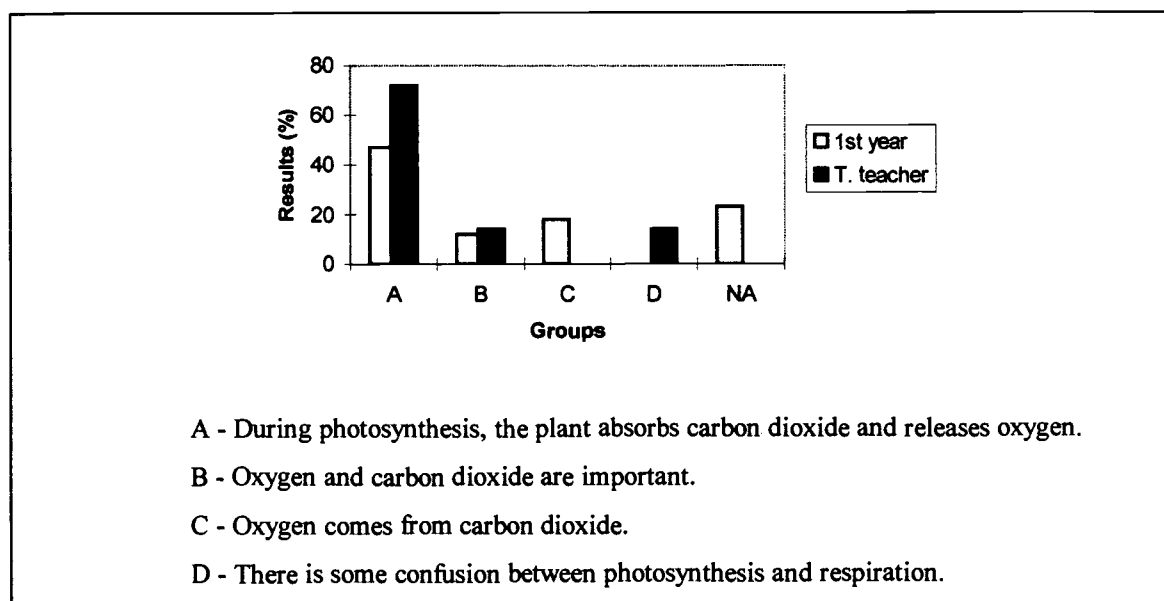 80
60
40
20
0
Results (%)
1st year
T. teacher
A B C D NA
Groups
A - During photosynthesis, the plant absorbs carbon dioxide and releases oxygen.
B - Oxygen and carbon dioxide are important.
C - Oxygen comes from carbon dioxide.
D - There is some confusion between photosynthesis and respiration.